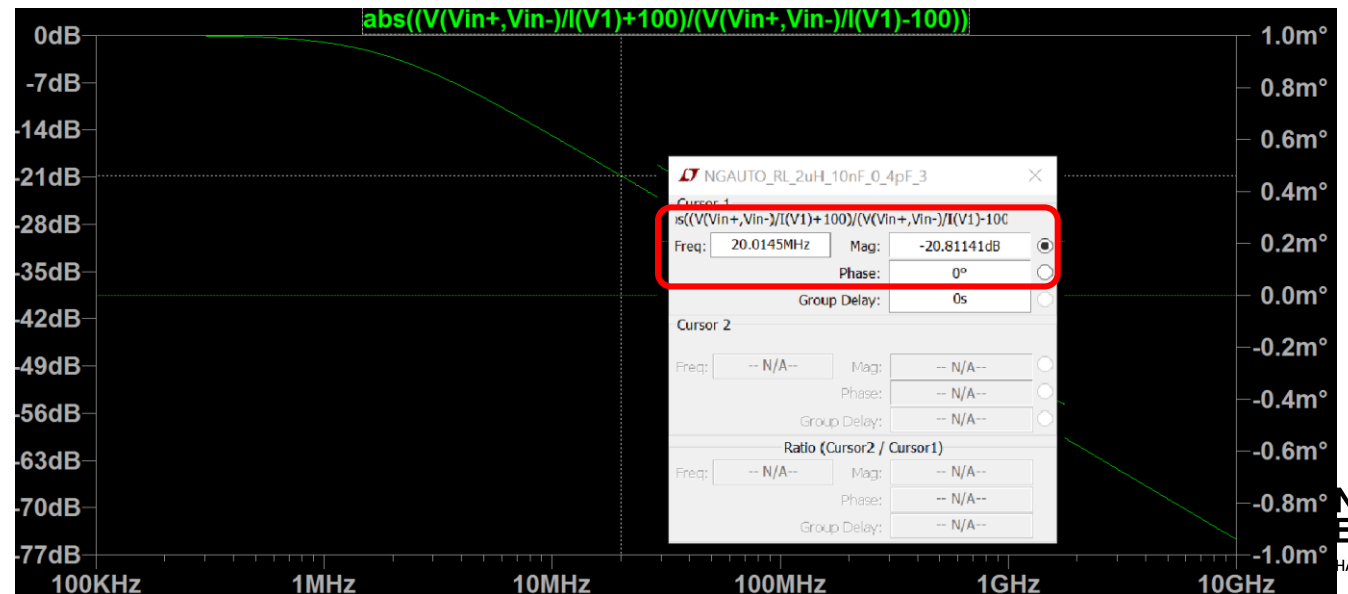 abs((V(Vin+,Vin-)/I(V1)+100)/(V(Vin+,Vin-)/I(V1)-100))
0dB
-7dB
-14dB
-21dB
-28dB
-35dB
-42dB
-49dB
-56dB
-63dB
-70dB
-77dB
1.0m°
0.8m°
0.6m°
0.4m°
0.2m°
0.0m°
-0.2m°
-0.4m°
-0.6m°
-0.8m°
-1.0m°
NGAUTO_RL_2uH_10nF_0_4pF_3
Cursor 1
s((V(Vin+,Vin-)/I(V1)+100)/(V(Vin+,Vin-)/I(V1)-100
Freq: 20.0145MHz Mag: -20.81141dB
Phase: 0°
Group Delay: 0s
Cursor 2
Freq: -- N/A-- Mag: -- N/A--
Phase: -- N/A--
Group Delay: -- N/A--
Ratio (Cursor2 / Cursor1)
Freq: -- N/A-- Mag: -- N/A--
Phase: -- N/A--
Group Delay: -- N/A--
100KHz 1MHz 10MHz 100MHz 1GHz 10GHz